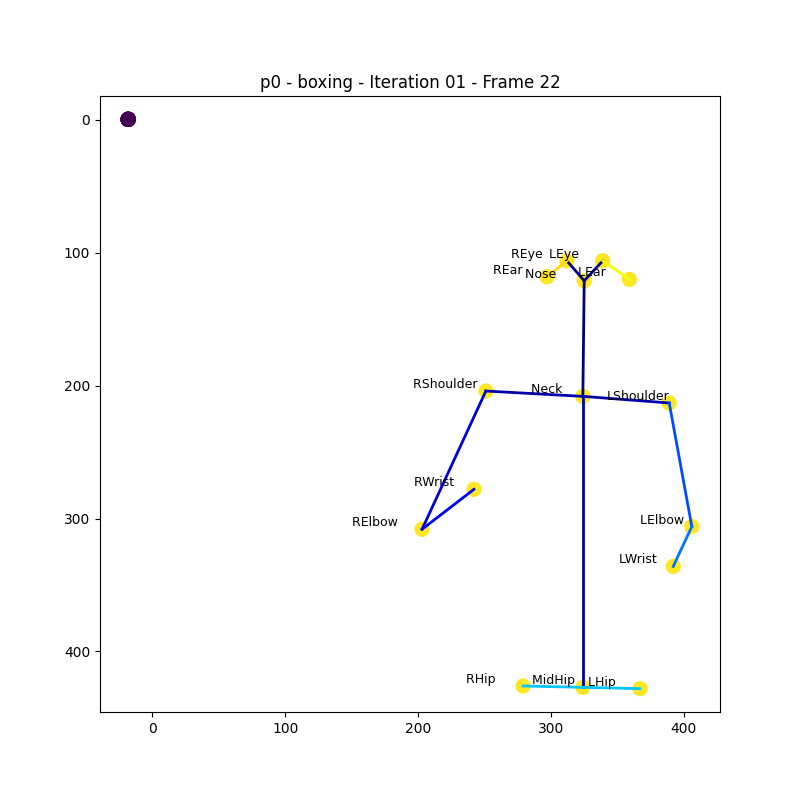 p0 - boxing - Iteration 01 - Frame 22
0
100
200
300
400
REye LEye
REar Nose LEar
RShoulder Neck LShoulder
RWrist
RElbow LElbow
LWrist
RHip MidHip LHip
0 100 200 300 400